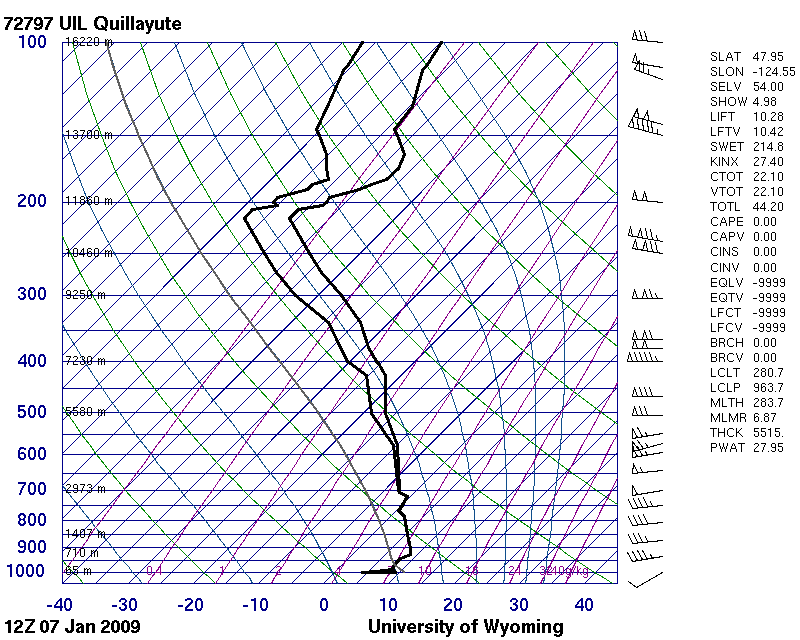 72797 UIL Quillayute
100 16220 m
13700 m
200 11850 m
10460 m
300 9250 m
400 7230 m
500 5580 m
600
700 2973 m
800
900 1487 m
710 m
1000 65 m
0.4 1 2 4 7 10 16 24 32 40g/kg
-40 -30 -20 -10 0 10 20 30 40
12Z 07 Jan 2009 University of Wyoming
SLAT 47.95
SLON -124.55
SELV 54.00
SHOW 4.98
LIFT 10.28
LFTV 10.42
SWET 214.8
KINX 27.40
CTOT 22.10
VTOT 22.10
TOTL 44.20
CAPE 0.00
CAPV 0.00
CINS 0.00
CINV 0.00
EQLV -9999
EQTV -9999
LFCT -9999
LFCV -9999
BRCH 0.00
BRCV 0.00
LCLT 280.7
LCLP 963.7
MLTH 283.7
MLMR 6.87
THCK 5515.
PWAT 27.95